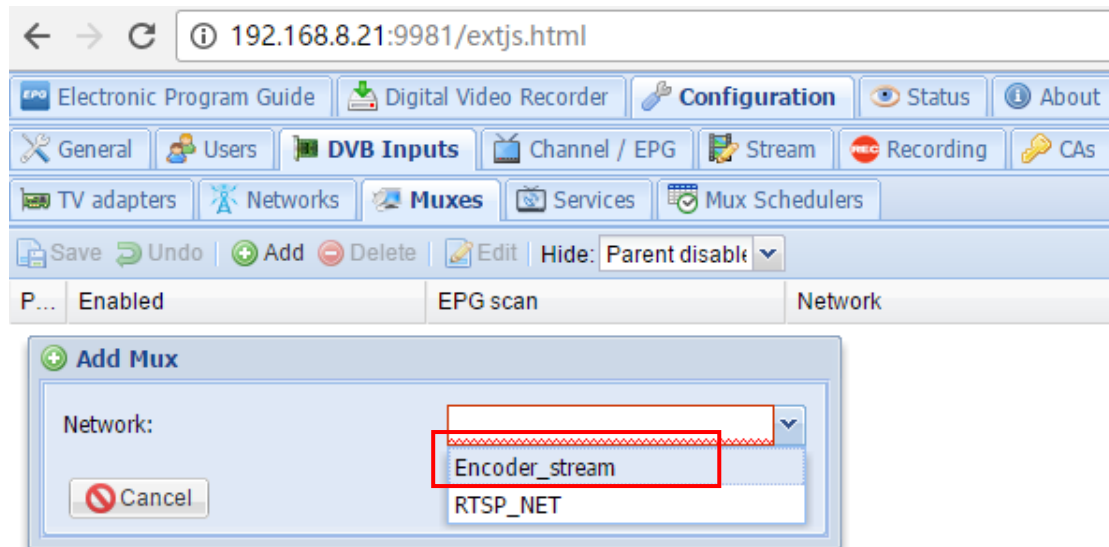 192.168.8.21:9981/extjs.html
EPG Electronic Program Guide Digital Video Recorder Configuration Status About
General Users DVB Inputs Channel / EPG Stream REC Recording CAs
TV adapters Networks Muxes Services Mux Schedulers
Save Undo Add Delete Edit Hide: Parent disable
P... Enabled EPG scan Network
Add Mux
Network:
Encoder_stream
Cancel RTSP_NET